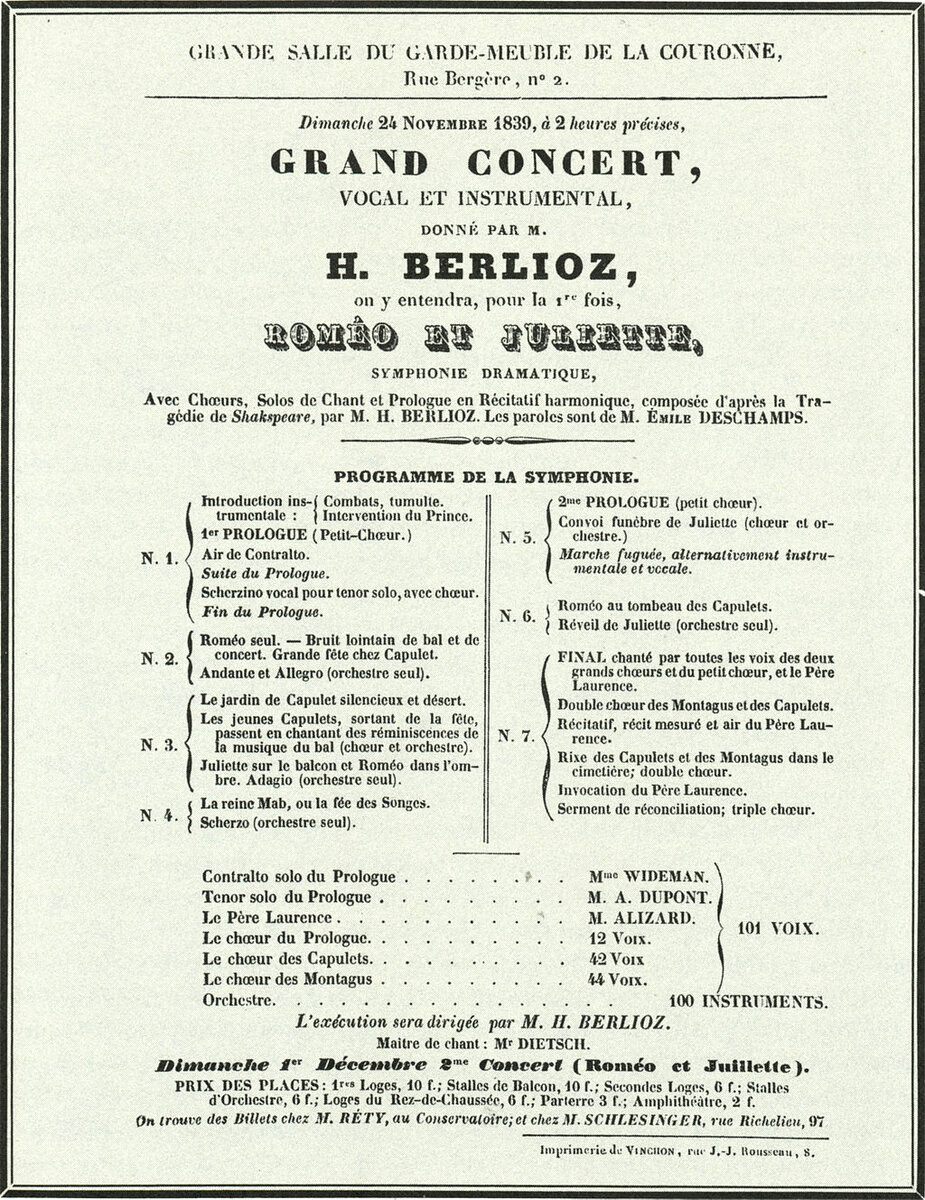 GRANDE SALLE DU GARDE-MEUBLE DE LA COURONNE,
Rue Bergère, nº 2.
Dimanche 24 NOVEMBRE 1839, à 2 heures précises,
GRAND CONCERT,
VOCAL ET INSTRUMENTAL,
DONNÉ PAR M.
H. BERLIOZ,
on y entendra, pour la 1re fois,
ROMÉO ET JULIETTE,
SYMPHONIE DRAMATIQUE,
Avec Chœurs, Solos de Chant et Prologue en Récitatif harmonique, composée d'après la Tra-
gédie de Shakspeare, par M. H. BERLIOZ. Les paroles sont de M. ÉMILE DESCHAMPS.
PROGRAMME DE LA SYMPHONIE.
N. 1.
Introduction ins- Combats, tumulte.
trumentale : Intervention du Prince.
1er PROLOGUE (Petit-Chœur.)
Air de Contralto.
Suite du Prologue.
Scherzino vocal pour tenor solo, avec chœur.
Fin du Prologue.
N. 2.
Roméo seul. — Bruit lointain de bal et de
concert. Grande fête chez Capulet.
Andante et Allegro (orchestre seul).
N. 3.
Le jardin de Capulet silencieux et désert.
Les jeunes Capulets, sortant de la fête,
passent en chantant des réminiscences de
la musique du bal (chœur et orchestre).
Juliette sur le balcon et Roméo dans l'om-
bre. Adagio (orchestre seul).
N. 4.
La reine Mab, ou la fée des Songes.
Scherzo (orchestre seul).
N. 5.
2me PROLOGUE (petit chœur).
Convoi funèbre de Juliette (chœur et or-
chestre.)
Marche fuguée, alternativement instru-
mentale et vocale.
N. 6.
Roméo au tombeau des Capulets.
Réveil de Juliette (orchestre seul).
N. 7.
FINAL chanté par toutes les voix des deux
grands chœurs et du petit chœur, et le Père
Laurence.
Double chœur des Montagus et des Capulets.
Récitatif, récit mesuré et air du Père Lau-
rence.
Rixe des Capulets et des Montagus dans le
cimetière; double chœur.
Invocation du Père Laurence.
Serment de réconciliation; triple chœur.
Contralto solo du Prologue . . . . . . . . Mme WIDEMAN.
Tenor solo du Prologue . . . . . . . . . M. A. DUPONT.
Le Père Laurence . . . . . . . . . . . M. ALIZARD.
Le chœur du Prologue. . . . . . . . . . 12 Voix.
Le chœur des Capulets. . . . . . . . . . 42 Voix
Le chœur des Montagus . . . . . . . . . 44 Voix.
101 VOIX.
Orchestre. . . . . . . . . . . . . . . . . 100 INSTRUMENTS.
L'exécution sera dirigée par M. H. BERLIOZ.
Maitre de chant : Mr DIETSCH.
Dimanche 1er Décembre 2me Concert (Roméo et Juillette).
PRIX DES PLACES : 1res Loges, 10 f.; Stalles de Balcon, 10 f.; Secondes Loges, 6 f.; Stalles
d'Orchestre, 6 f.; Loges du Rez-de-Chaussée, 6 f.; Parterre 3 f.; Amphithéâtre, 2 f.
On trouve des Billets chez M. RÉTY, au Conservatoire; et chez M. SCHLESINGER, rue Richelieu, 97
Imprimerie de VINCHON, rue J.-J. Rousseau, 8.